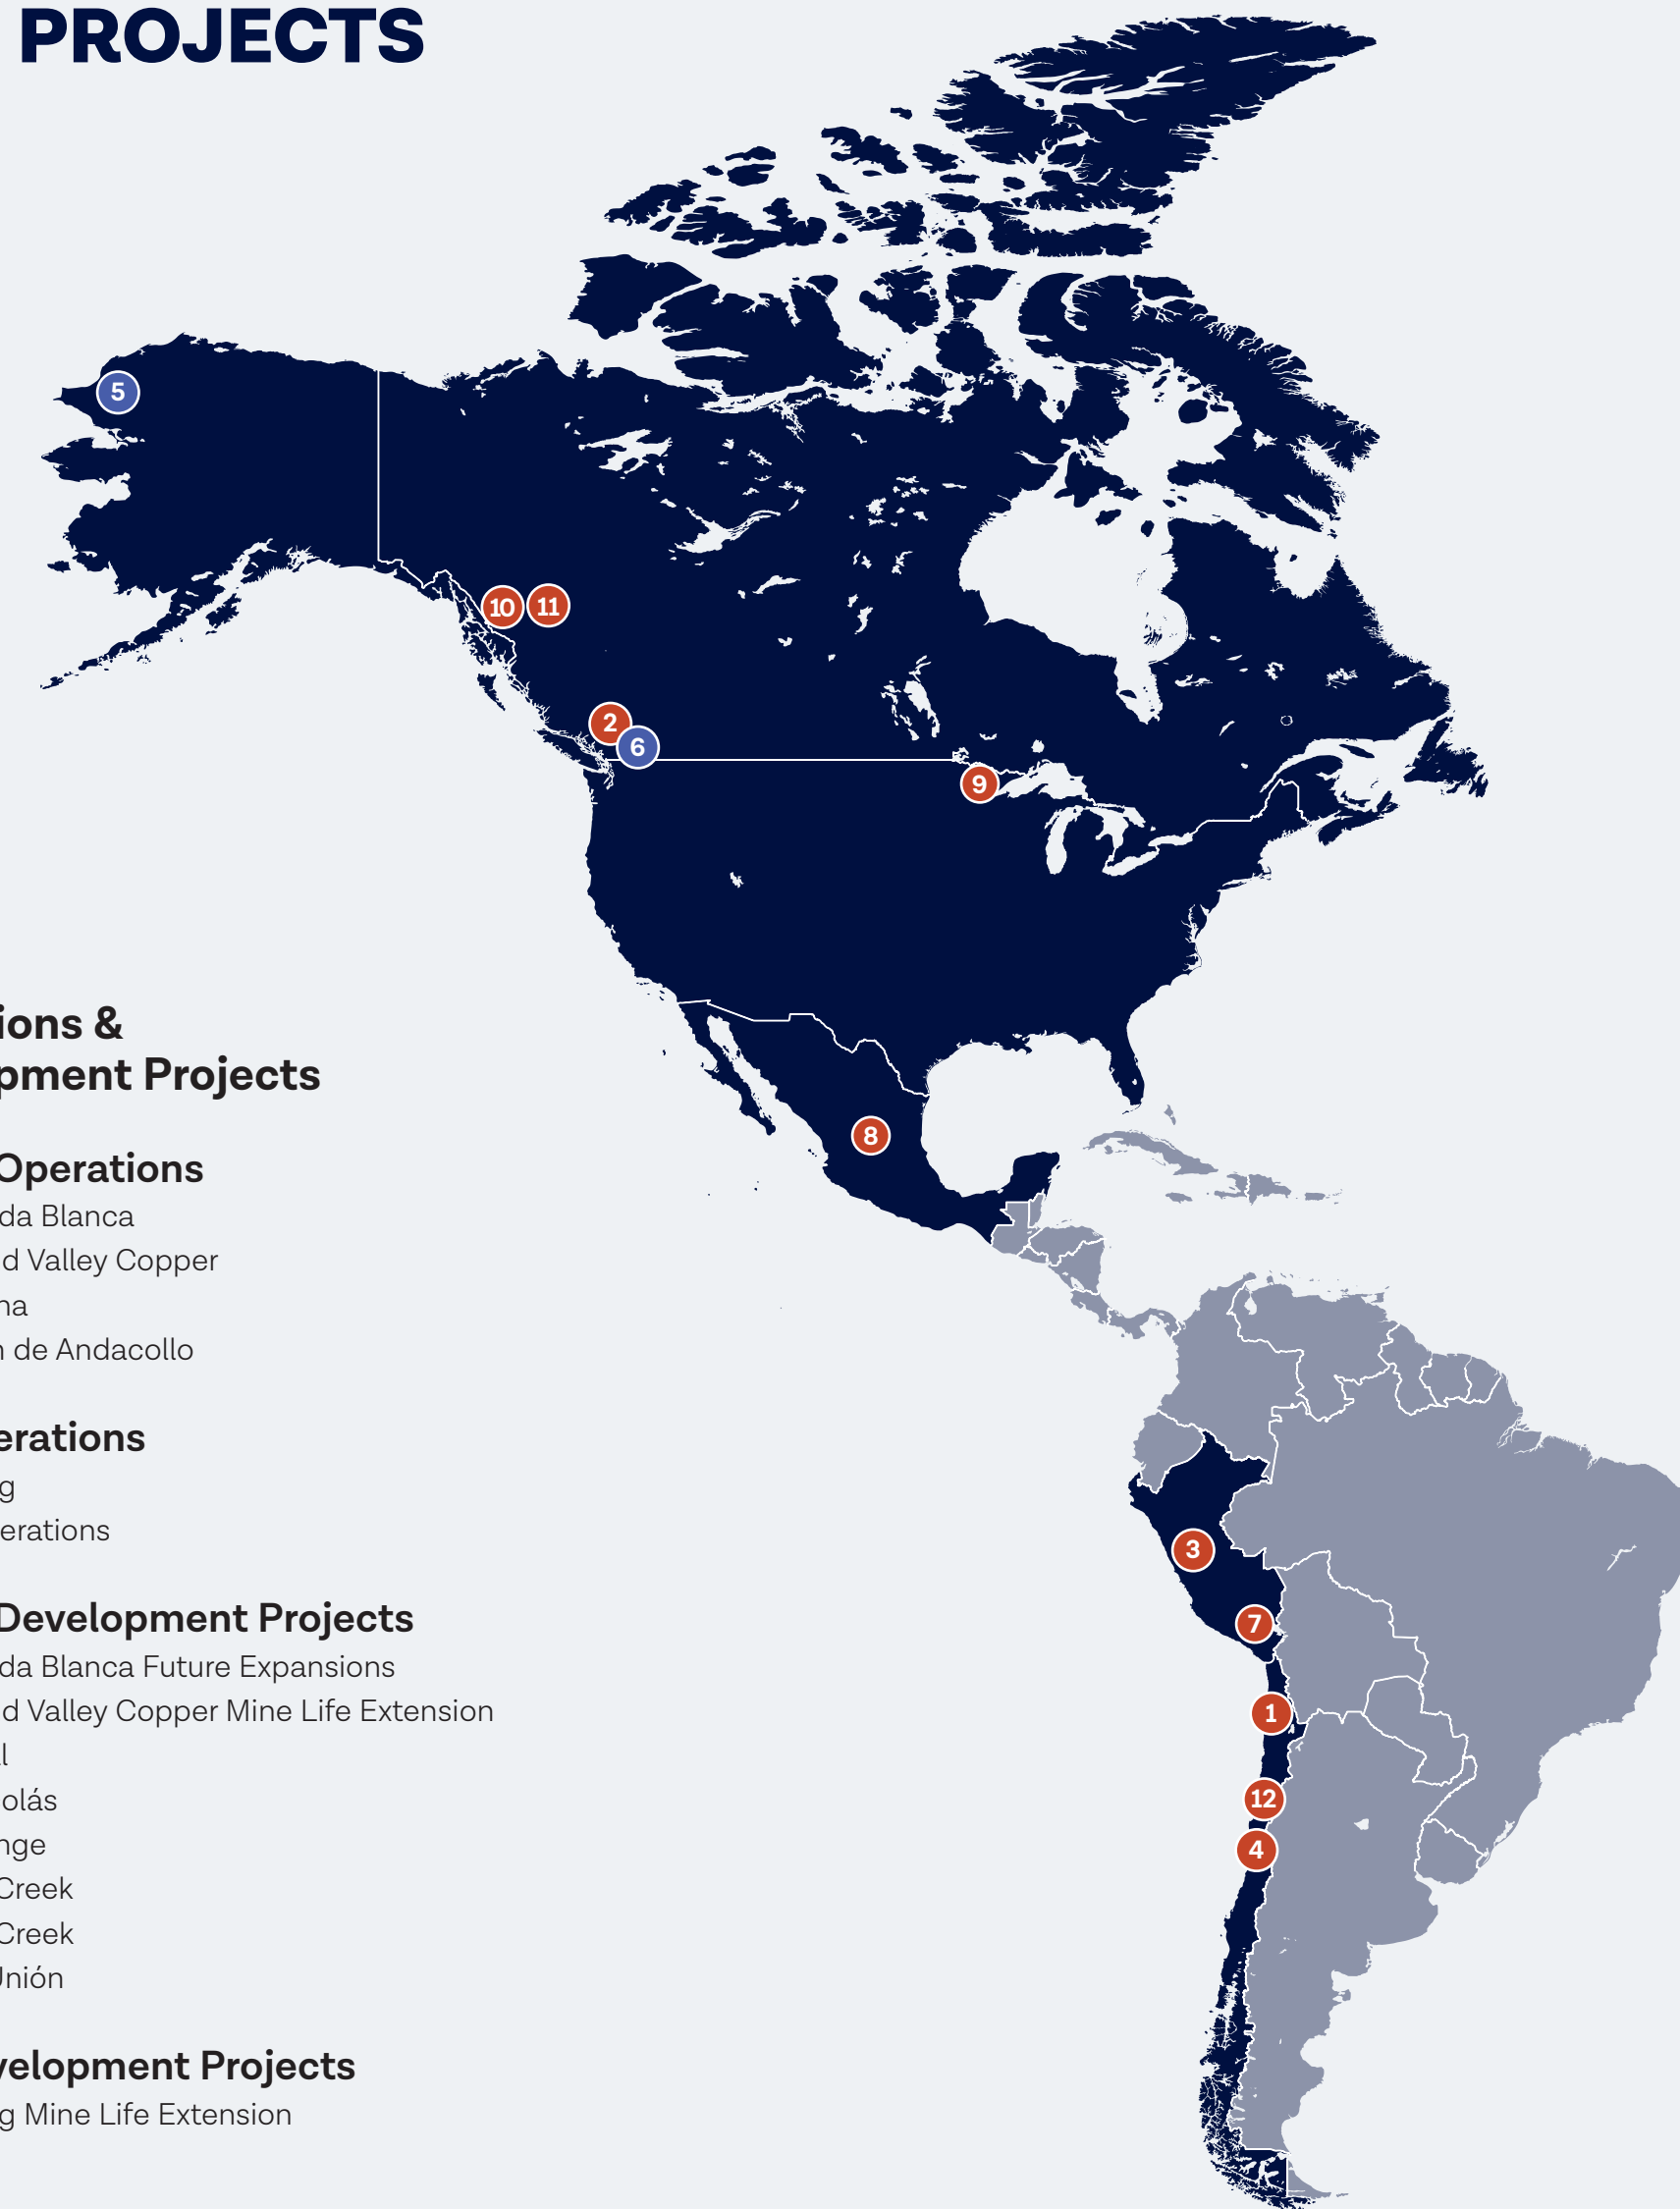 PROJECTS
5
10 11
2
6
9
8
3
7
1
12
4
ions &
pment Projects
Operations
da Blanca
d Valley Copper
na
n de Andacollo
erations
g
erations
Development Projects
da Blanca Future Expansions
d Valley Copper Mine Life Extension
l
olás
nge
Creek
Creek
Unión
velopment Projects
g Mine Life Extension